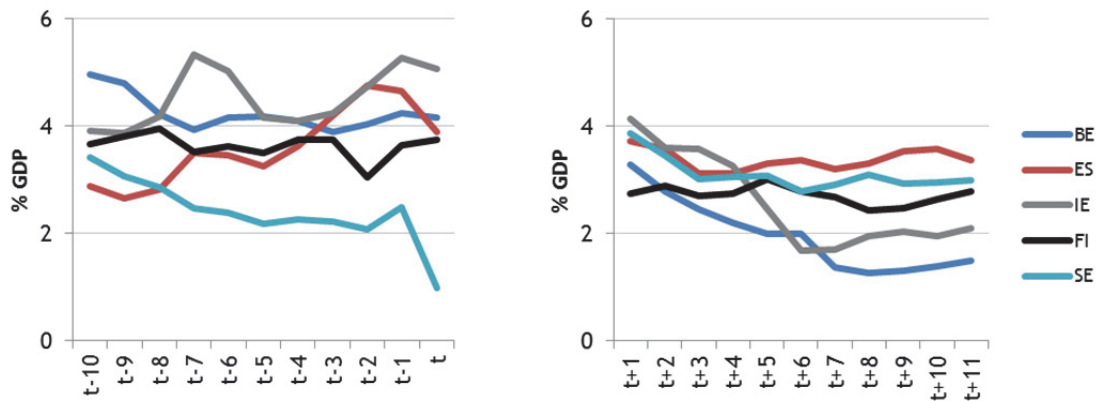 % GDP
6
4
2
0
t-10
t-9
t-8
t-7
t-6
t-5
t-4
t-3
t-2
t-1
t
% GDP
6
4
2
0
t+1
t+2
t+3
t+4
t+5
t+6
t+7
t+8
t+9
t+10
t+11
BE
ES
IE
FI
SE